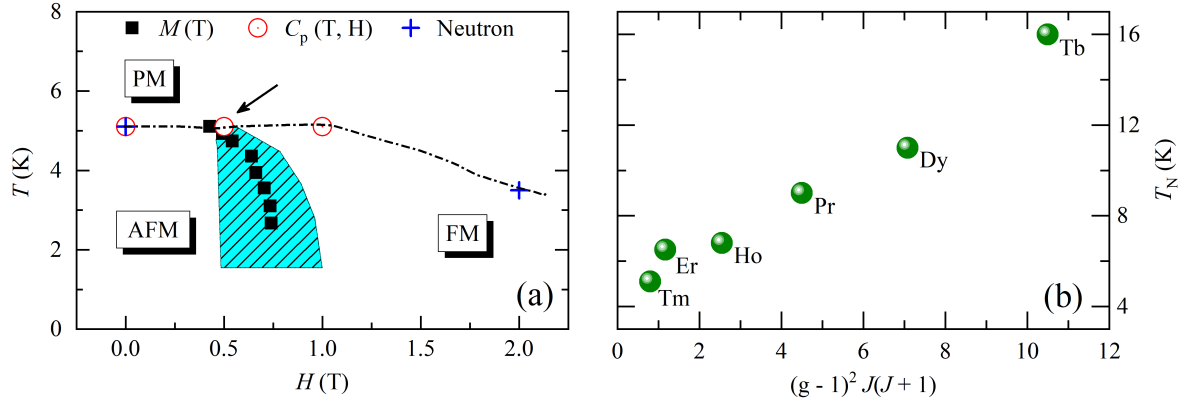 M (T) Cp (T, H) Neutron
PM
AFM
FM
(a)
T (K)
8
6
4
2
0
0.0 0.5 1.0 1.5 2.0
H (T)
Tb
Dy
Pr
Ho
Er
Tm
(b)
TN (K)
16
12
8
4
0 2 4 6 8 10 12
(g - 1)² J(J + 1)